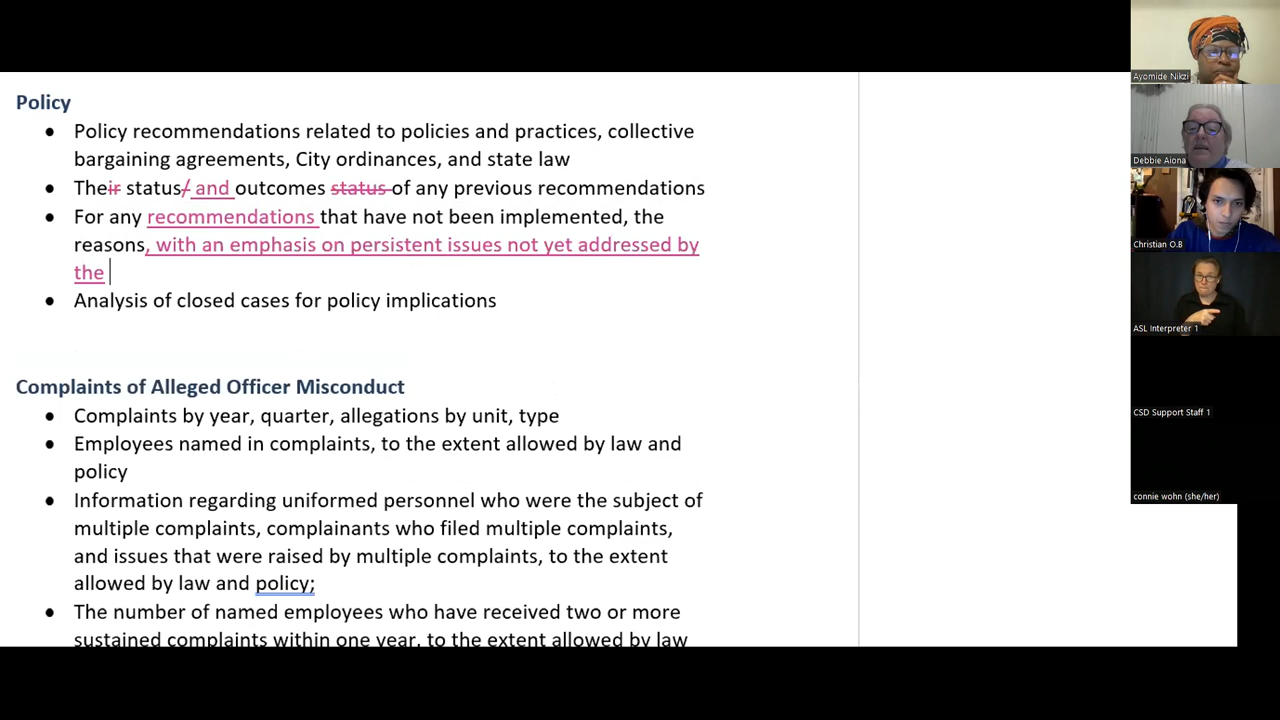 Policy
• Policy recommendations related to policies and practices, collective
bargaining agreements, City ordinances, and state law
• Their status/ and outcomes status of any previous recommendations
• For any recommendations that have not been implemented, the
reasons, with an emphasis on persistent issues not yet addressed by
the
• Analysis of closed cases for policy implications
Complaints of Alleged Officer Misconduct
• Complaints by year, quarter, allegations by unit, type
• Employees named in complaints, to the extent allowed by law and
policy
• Information regarding uniformed personnel who were the subject of
multiple complaints, complainants who filed multiple complaints,
and issues that were raised by multiple complaints, to the extent
allowed by law and policy;
• The number of named employees who have received two or more
sustained complaints within one year, to the extent allowed by law
Ayomide Nikzi
Debbie Aiona
Christian O.B
ASL Interpreter 1
CSD Support Staff 1
connie wohn (she/her)